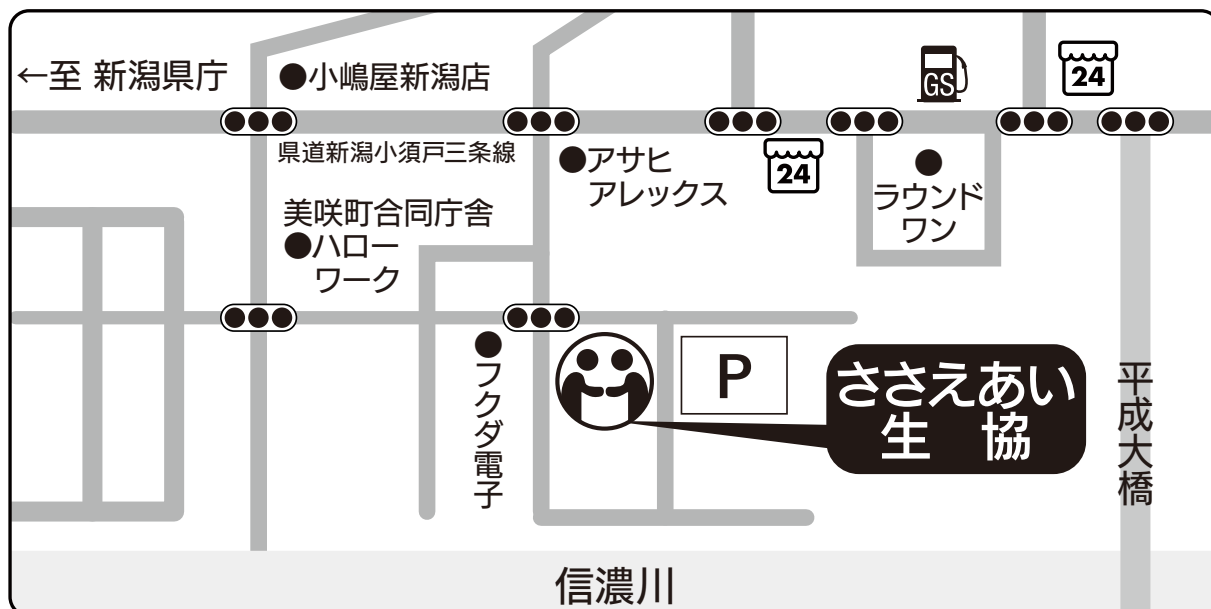 ←至 新潟県庁
●小嶋屋新潟店
GS
24
県道新潟小須戸三条線
●アサヒ
アレックス
24
ラウンド
ワン
美咲町合同庁舎
●ハロー
ワーク
フクダ電子
P
ささえあい
生 協
平成大橋
信濃川